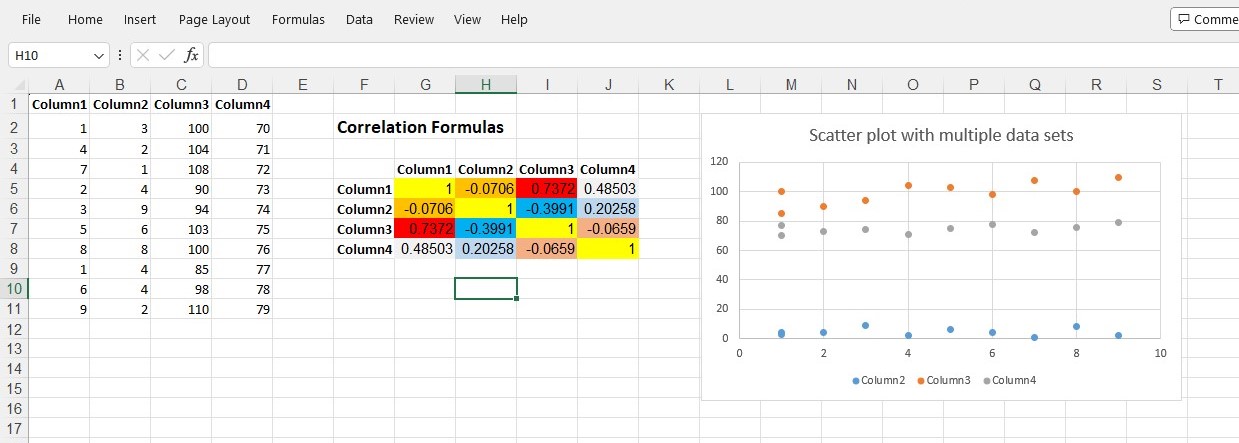 File Home Insert Page Layout Formulas Data Review View Help Comme
H10 fx
A B C D E F G H I J K L M N O P Q R S T
1 Column1 Column2 Column3 Column4
2 1 3 100 70 Correlation Formulas
3 4 2 104 71
4 7 1 108 72 Column1 Column2 Column3 Column4
5 2 4 90 73 Column1 1 -0.0706 0.7372 0.48503
6 3 9 94 74 Column2 -0.0706 1 -0.3991 0.20258
7 5 6 103 75 Column3 0.7372 -0.3991 1 -0.0659
8 8 8 100 76 Column4 0.48503 0.20258 -0.0659 1
9 1 4 85 77
10 6 4 98 78
11 9 2 110 79
12
13
14
15
16
17
Scatter plot with multiple data sets
120
100
80
60
40
20
0
0 2 4 6 8 10
Column2 Column3 Column4